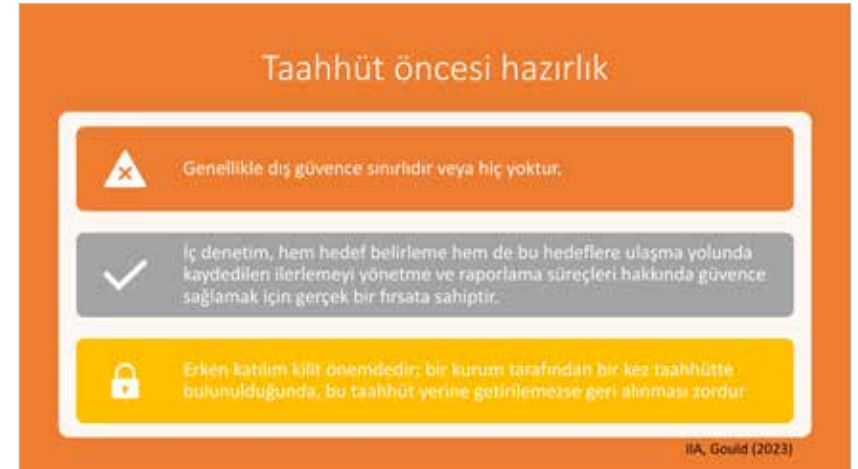 Taahhüt öncesi hazırlık
Genellikle dış güvence sınırlıdır veya hiç yoktur.
İç denetim, hem hedef belirleme hem de bu hedeflere ulaşma yolunda
kaydedilen ilerlemeyi yönetme ve raporlama süreçleri hakkında güvence
sağlamak için gerçek bir fırsata sahiptir.
Erken katılım kilit önemdedir; bir kurum tarafından bir kez taahhütte
bulunulduğunda, bu taahhüt yerine getirilemezse geri alınması zordur
IIA, Gould (2023)